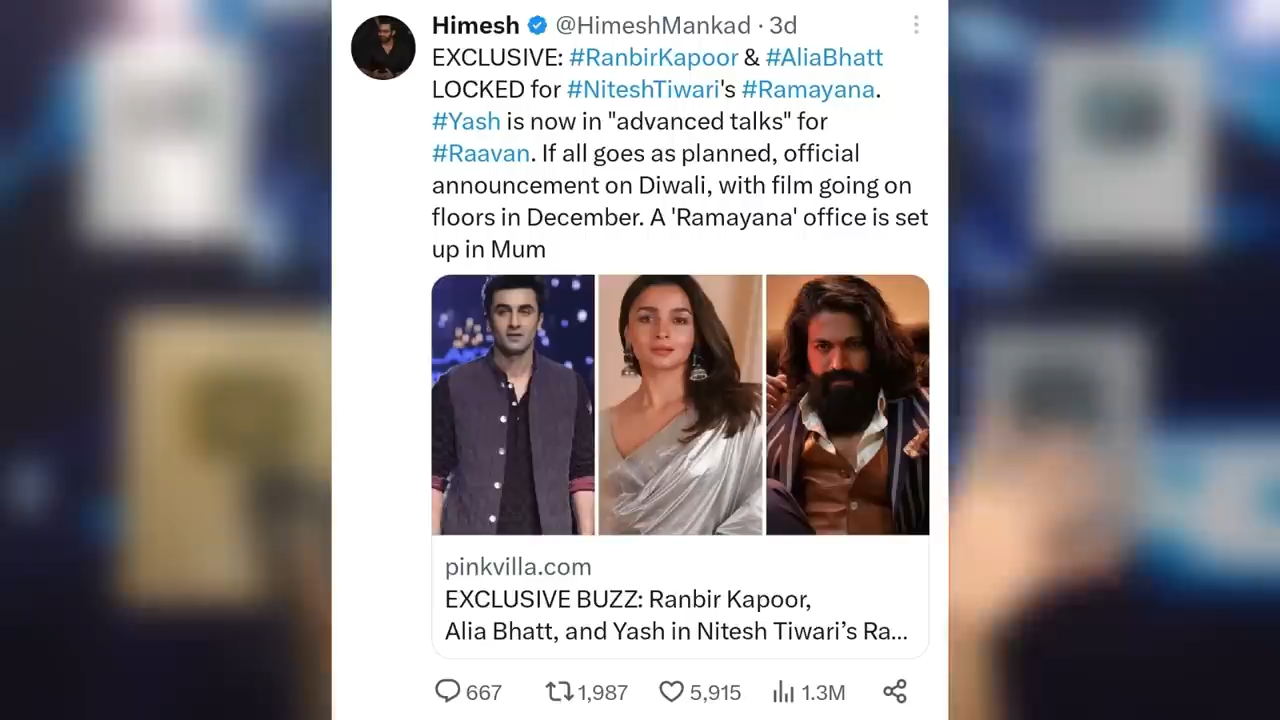 Himesh @HimeshMankad · 3d
EXCLUSIVE: #RanbirKapoor & #AliaBhatt
LOCKED for #NiteshTiwari's #Ramayana.
#Yash is now in "advanced talks" for
#Raavan. If all goes as planned, official
announcement on Diwali, with film going on
floors in December. A 'Ramayana' office is set
up in Mum
pinkvilla.com
EXCLUSIVE BUZZ: Ranbir Kapoor,
Alia Bhatt, and Yash in Nitesh Tiwari’s Ra...
667 1,987 5,915 1.3M